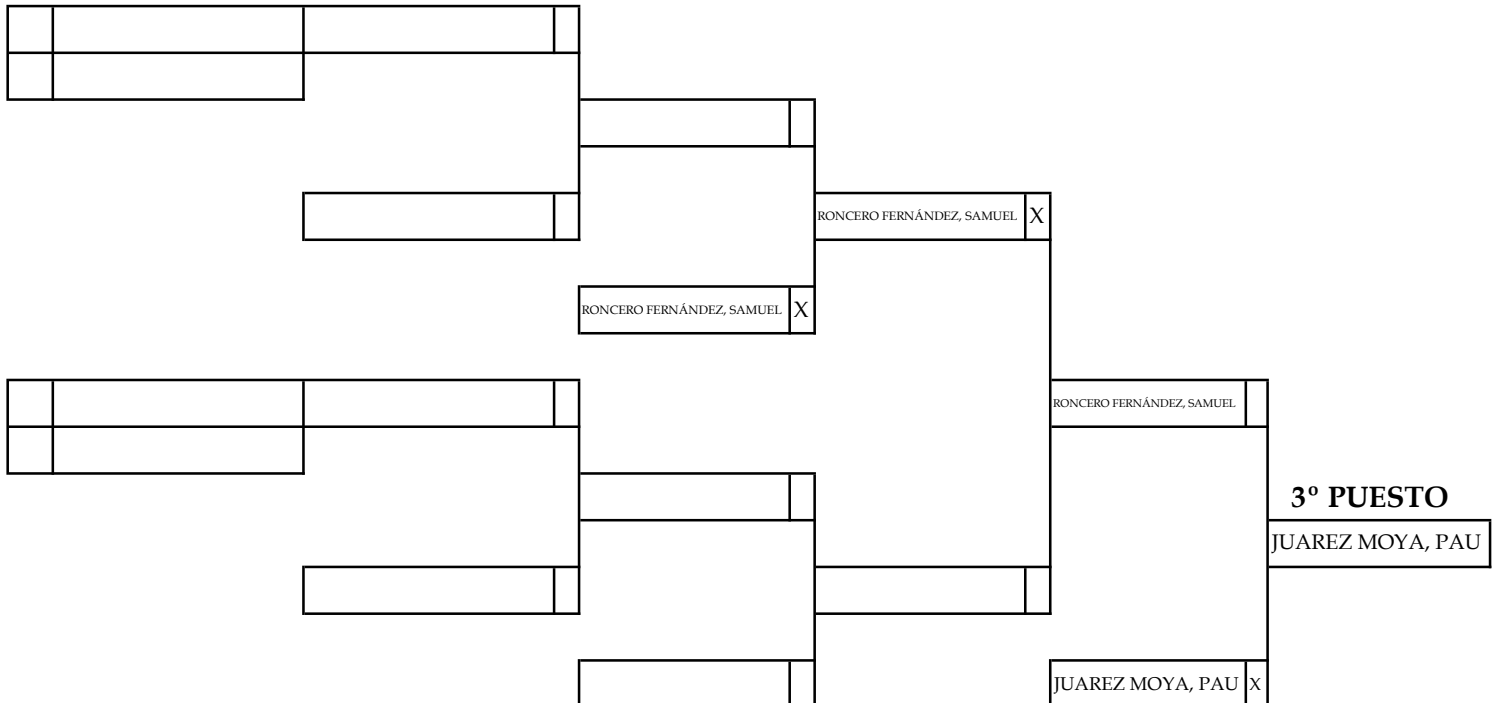 RONCERO FERNÁNDEZ, SAMUEL X
RONCERO FERNÁNDEZ, SAMUEL X
RONCERO FERNÁNDEZ, SAMUEL
3º PUESTO
JUAREZ MOYA, PAU
JUAREZ MOYA, PAU X